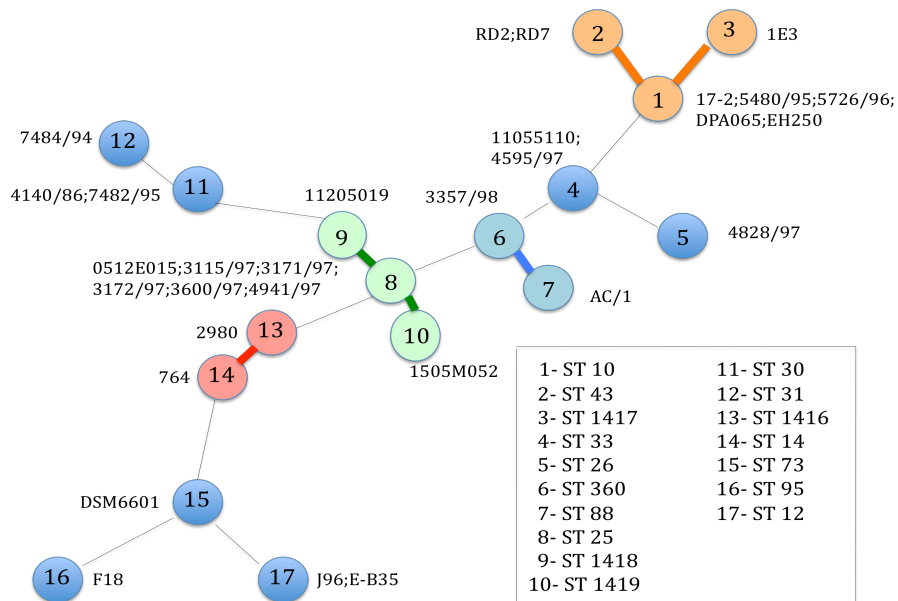 RD2;RD7
2
3
1E3
1
17-2;5480/95;5726/96;
DPA065;EH250
7484/94
12
11055110;
4595/97
4140/86;7482/95
11
11205019
3357/98
4
9
6
5
4828/97
0512E015;3115/97;3171/97;
3172/97;3600/97;4941/97
8
7
AC/1
2980
13
10
1505M052
764
14
DSM6601
15
16
F18
17
J96;E-B35
1- ST 10
2- ST 43
3- ST 1417
4- ST 33
5- ST 26
6- ST 360
7- ST 88
8- ST 25
9- ST 1418
10- ST 1419
11- ST 30
12- ST 31
13- ST 1416
14- ST 14
15- ST 73
16- ST 95
17- ST 12